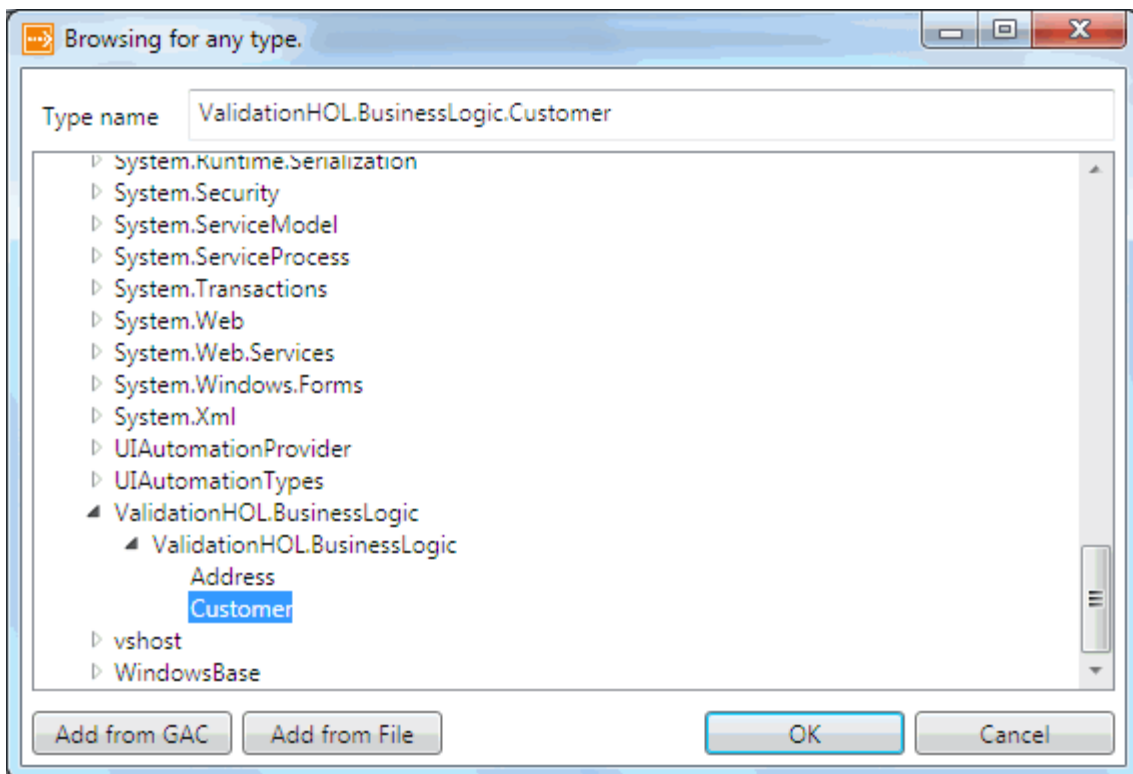 Browsing for any type.
Type name ValidationHOL.BusinessLogic.Customer
System.Runtime.Serialization
System.Security
System.ServiceModel
System.ServiceProcess
System.Transactions
System.Web
System.Web.Services
System.Windows.Forms
System.Xml
UIAutomationProvider
UIAutomationTypes
ValidationHOL.BusinessLogic
ValidationHOL.BusinessLogic
Address
Customer
vshost
WindowsBase
Add from GAC Add from File OK Cancel